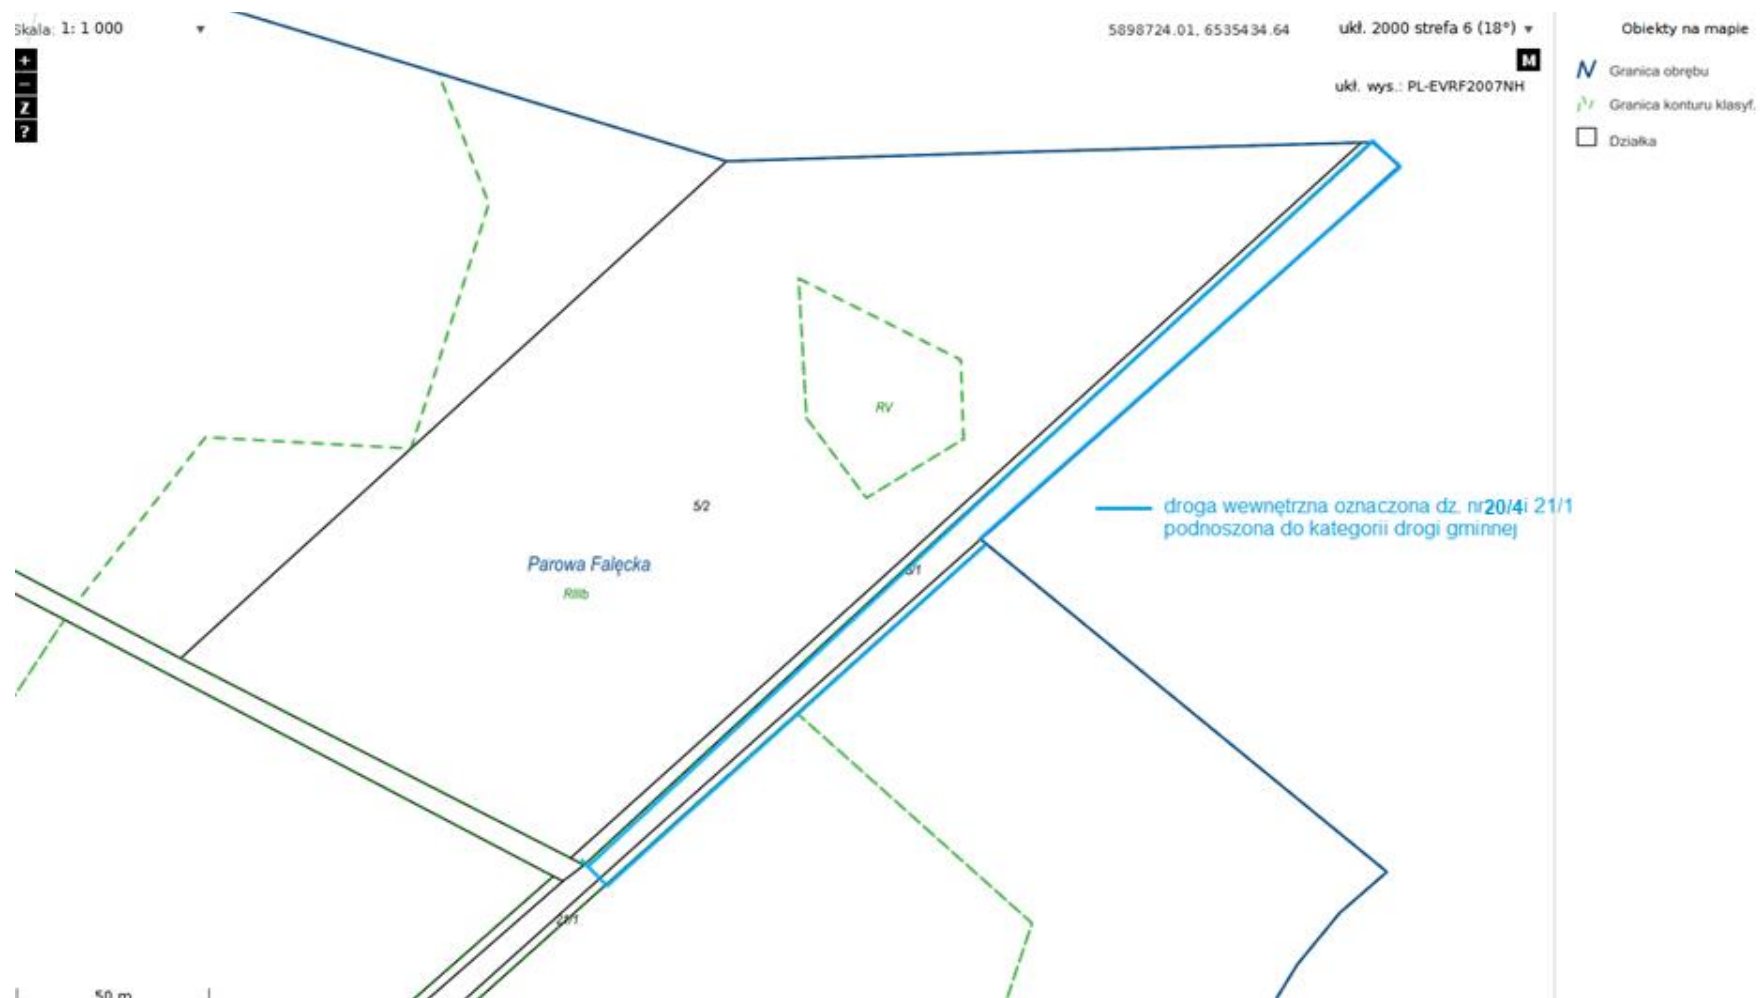 Skala: 1: 1 000 ▼
5898724.01, 6535434.64
ukł. 2000 strefa 6 (18°) ▼
Obiekty na mapie
+
−
Z
?
M
ukł. wys.: PL-EVRF2007NH
Granica obrębu
Granica konturu klasyf.
Działka
RV
5/2
droga wewnętrzna oznaczona dz. nr20/4i 21/1
podnoszona do kategorii drogi gminnej
Parowa Falęcka
RIIIb
21/1
50 m